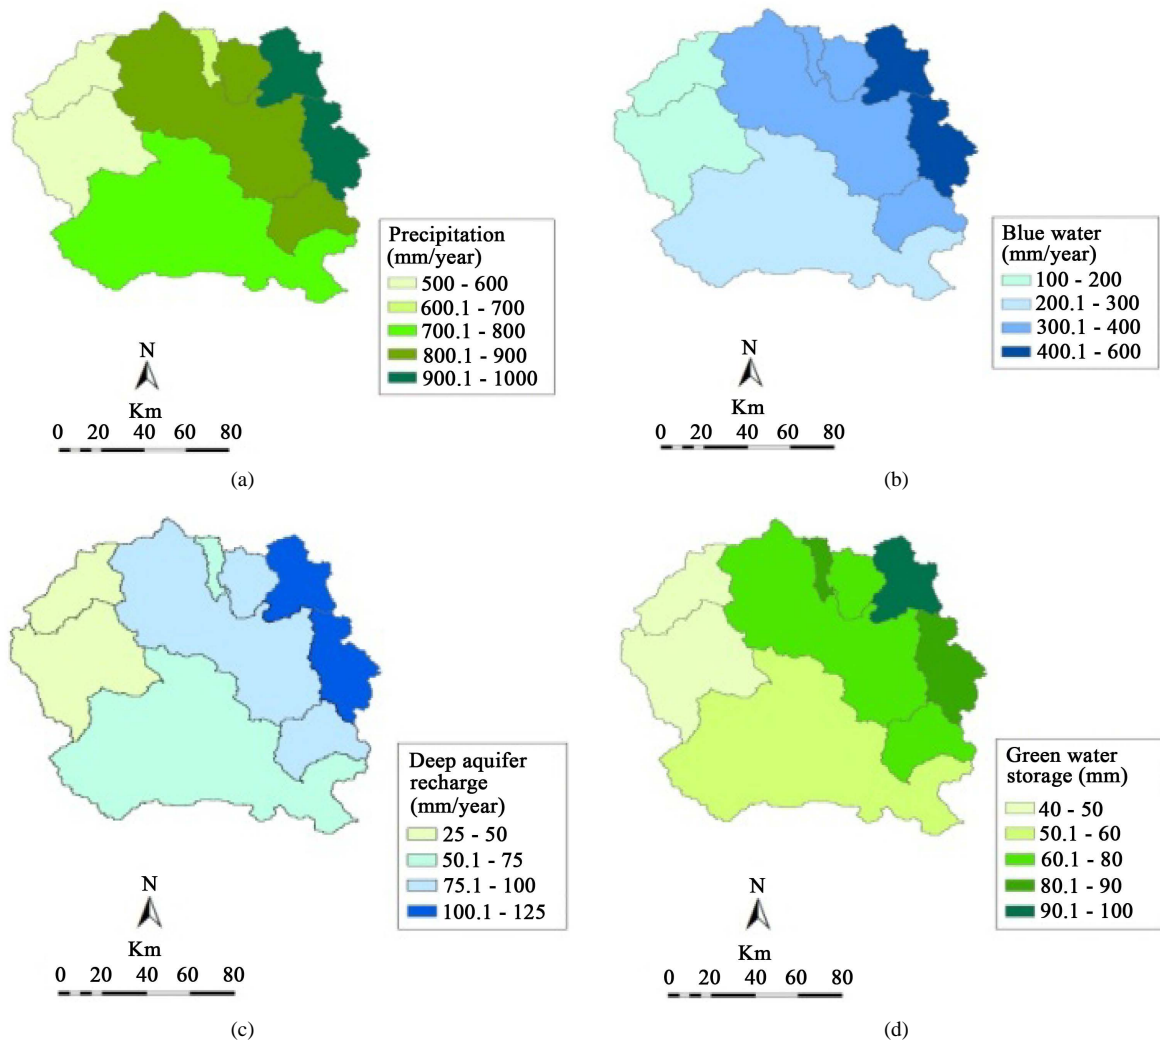 Precipitation
(mm/year)
500 - 600
600.1 - 700
700.1 - 800
800.1 - 900
900.1 - 1000
N
Km
0 20 40 60 80
(a)
Blue water
(mm/year)
100 - 200
200.1 - 300
300.1 - 400
400.1 - 600
N
Km
0 20 40 60 80
(b)
Deep aquifer
recharge
(mm/year)
25 - 50
50.1 - 75
75.1 - 100
100.1 - 125
N
Km
0 20 40 60 80
(c)
Green water
storage (mm)
40 - 50
50.1 - 60
60.1 - 80
80.1 - 90
90.1 - 100
N
Km
0 20 40 60 80
(d)